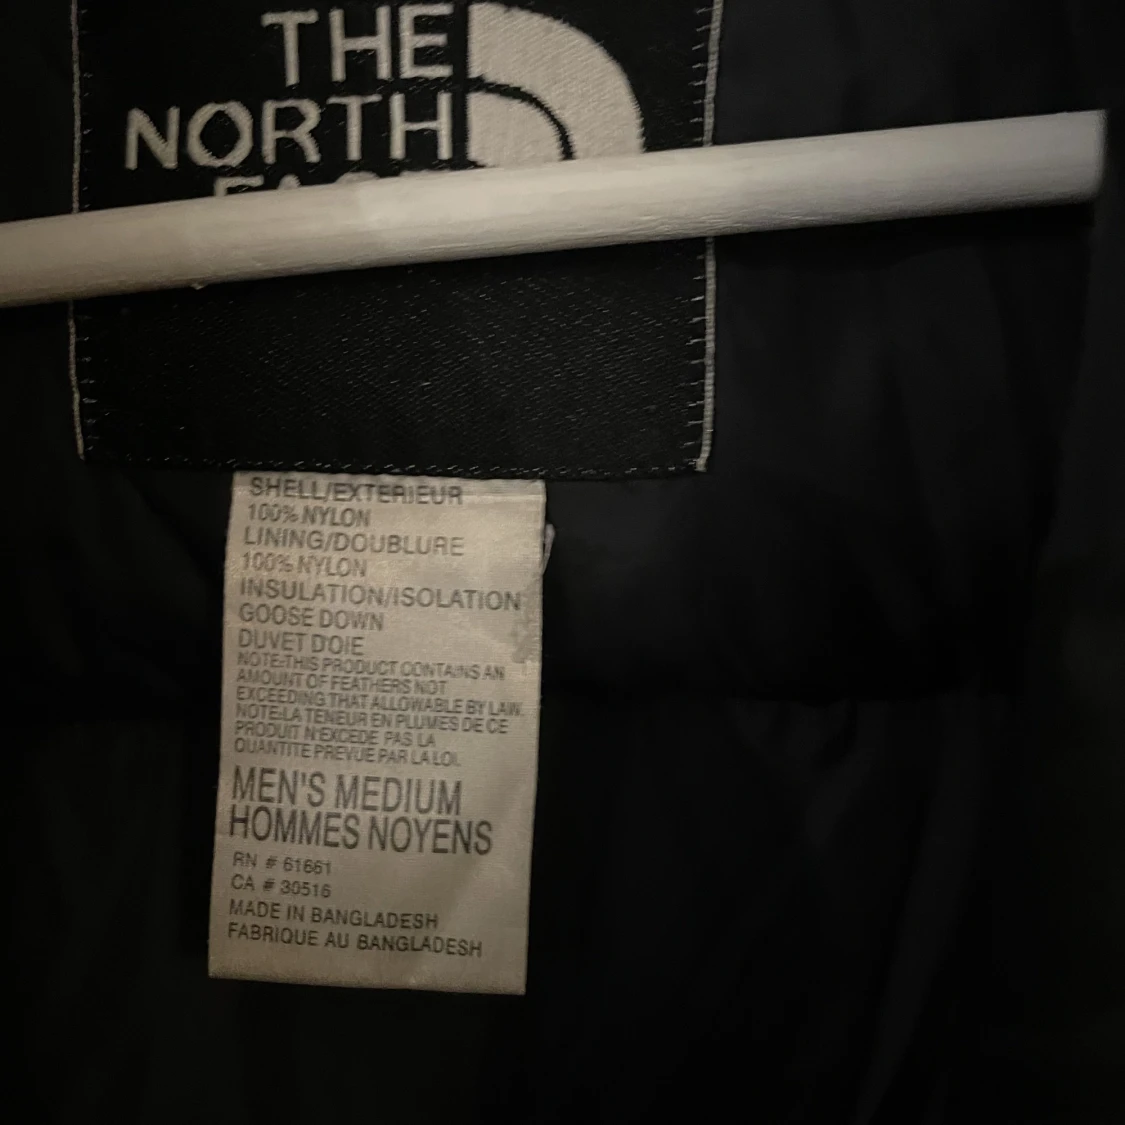 THE
NORTH
SHELL/EXTERIEUR
100% NYLON
LINING/DOUBLURE
100% NYLON
INSULATION/ISOLATION
GOOSE DOWN
DUVET D'OIE
NOTE:THIS PRODUCT CONTAINS AN
AMOUNT OF FEATHERS NOT
EXCEEDING THAT ALLOWABLE BY LAW.
NOTE:LA TENEUR EN PLUMES DE CE
PRODUIT N'EXCEDE PAS LA
QUANTITE PREVUE PAR LA LOI.
MEN'S MEDIUM
HOMMES NOYENS
RN # 61661
CA # 30516
MADE IN BANGLADESH
FABRIQUE AU BANGLADESH